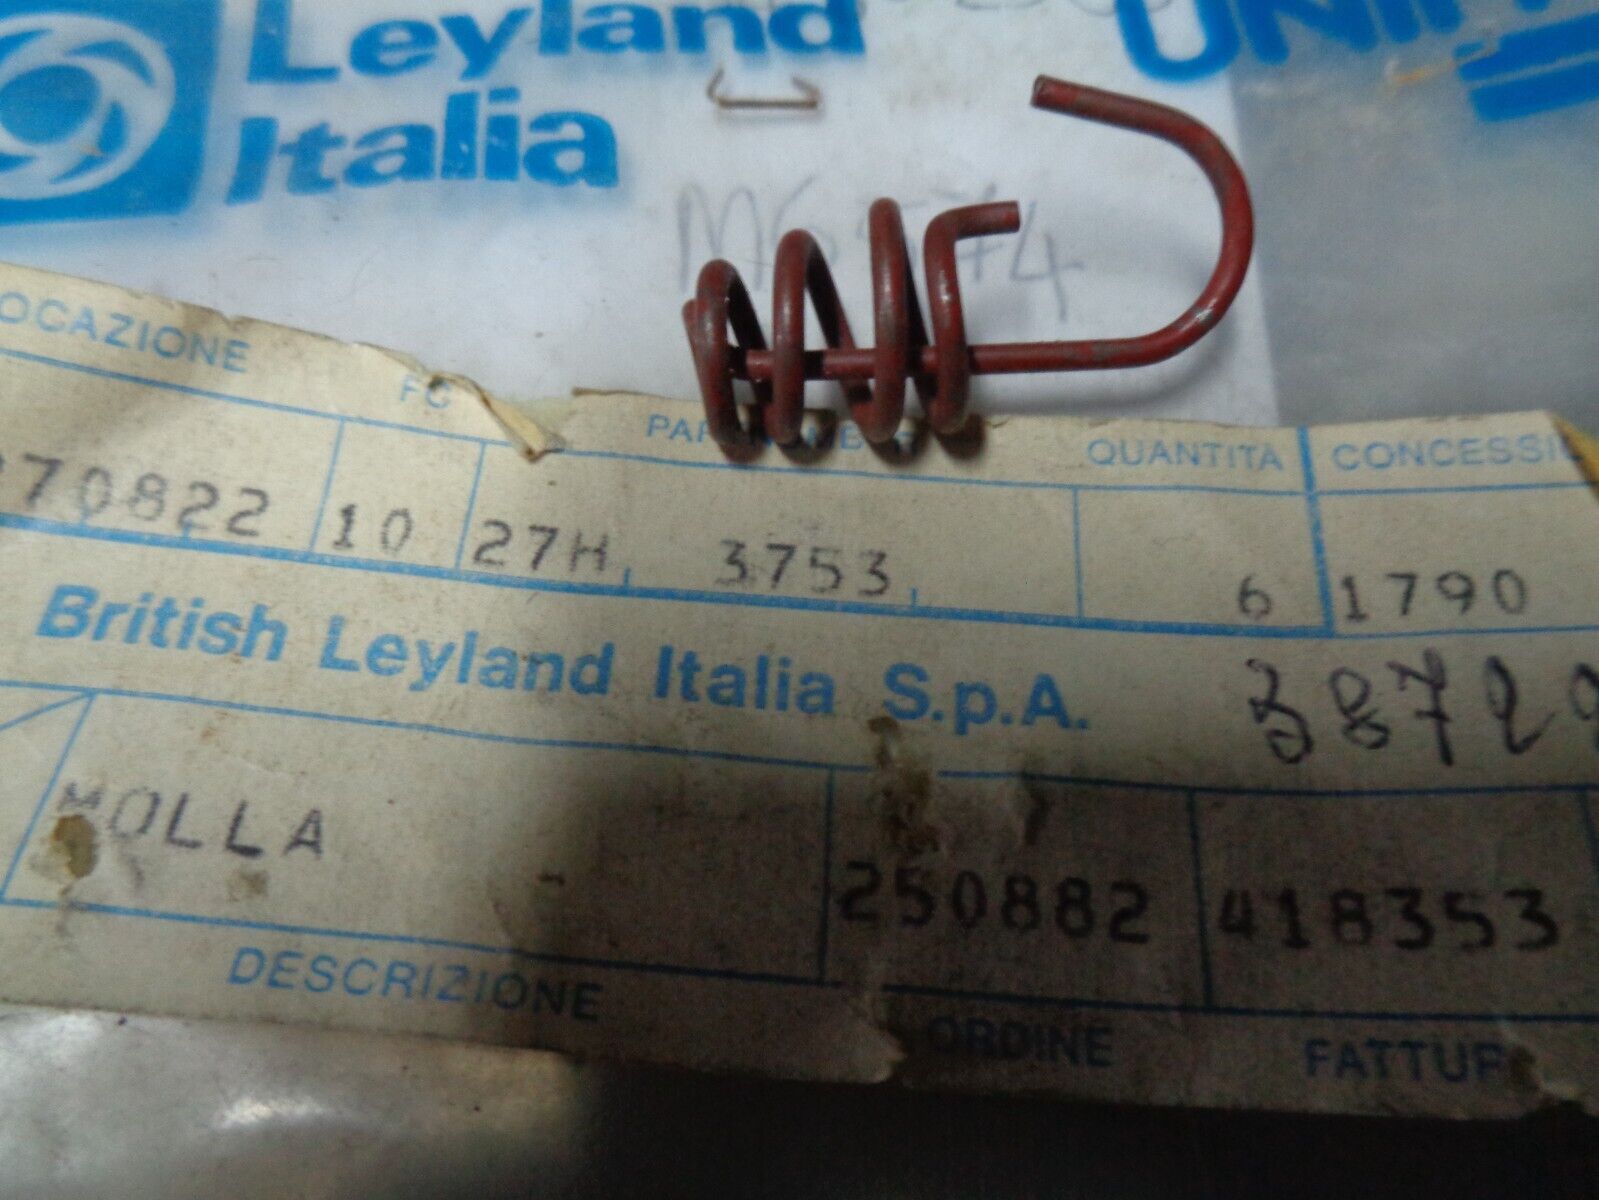 Leyland
Italia
OCAZIONE FC QUANTITA CONCESSI
70822 10 27H 3753 6 1790
British Leyland Italia S.p.A.
MOLLA - 250882 418353
DESCRIZIONE ORDINE FATTUR